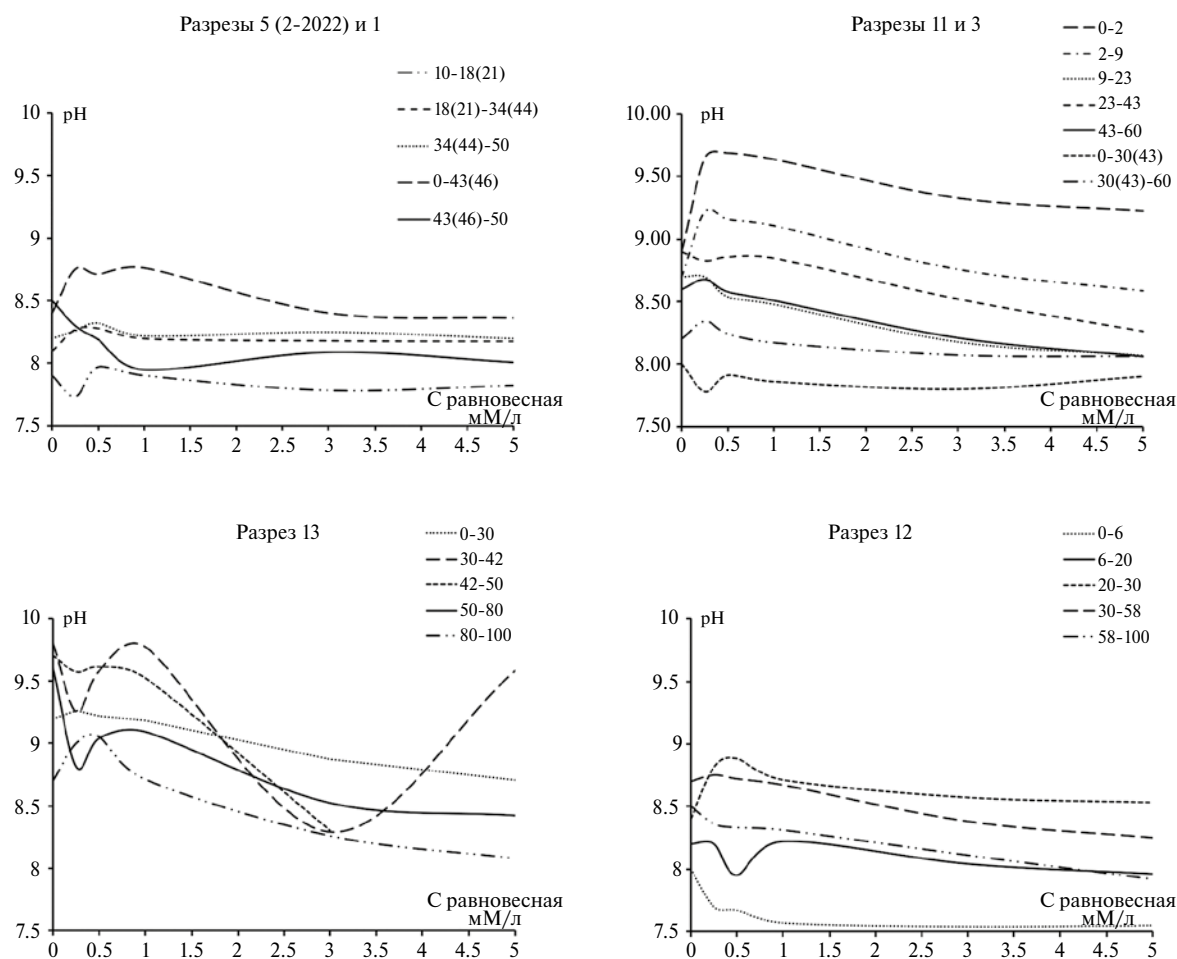 Разрезы 5 (2-2022) и 1
10-18(21)
18(21)-34(44)
34(44)-50
0-43(46)
43(46)-50
pH
10
9.5
9
8.5
8
7.5
С равновесная
мМ/л
0 0.5 1 1.5 2 2.5 3 3.5 4 4.5 5
Разрезы 11 и 3
0-2
2-9
9-23
23-43
43-60
0-30(43)
30(43)-60
pH
10.00
9.50
9.00
8.50
8.00
7.50
С равновесная
мМ/л
0 0.5 1 1.5 2 2.5 3 3.5 4 4.5 5
Разрез 13
0-30
30-42
42-50
50-80
80-100
pH
10
9.5
9
8.5
8
7.5
С равновесная
мМ/л
0 0.5 1 1.5 2 2.5 3 3.5 4 4.5 5
Разрез 12
0-6
6-20
20-30
30-58
58-100
pH
10
9.5
9
8.5
8
7.5
С равновесная
мМ/л
0 0.5 1 1.5 2 2.5 3 3.5 4 4.5 5